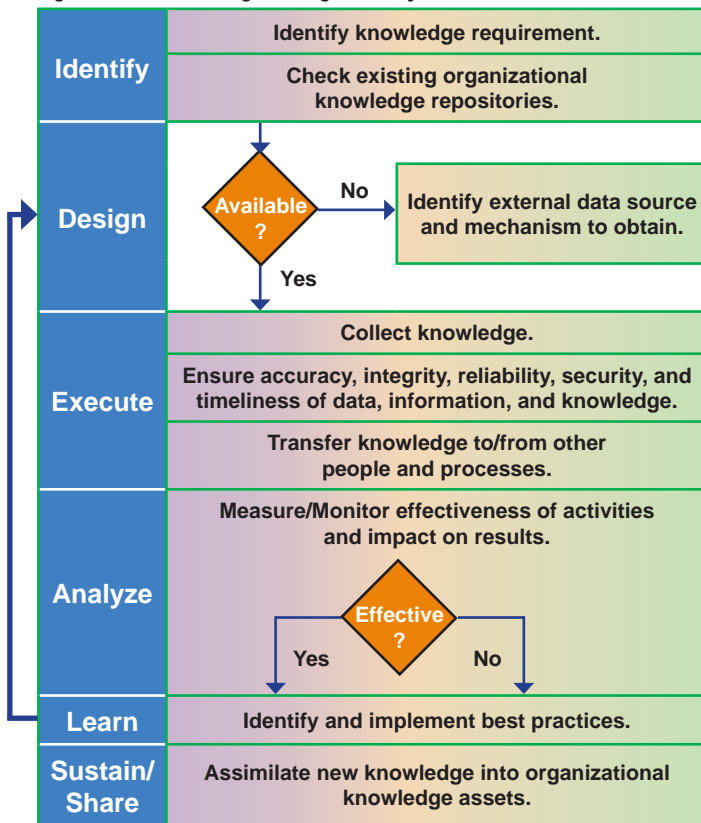 Identify
Identify knowledge requirement.
Check existing organizational
knowledge repositories.
Design
Available
?
No
Identify external data source
and mechanism to obtain.
Yes
Execute
Collect knowledge.
Ensure accuracy, integrity, reliability, security, and
timeliness of data, information, and knowledge.
Transfer knowledge to/from other
people and processes.
Analyze
Measure/Monitor effectiveness of activities
and impact on results.
Effective
?
Yes
No
Learn
Identify and implement best practices.
Sustain/
Share
Assimilate new knowledge into organizational
knowledge assets.